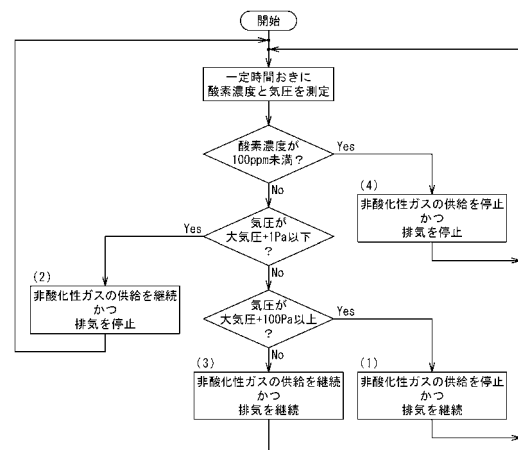 開始
一定時間おきに
酸素濃度と気圧を測定
酸素濃度が
100ppm未満?
Yes
No
(4)
非酸化性ガスの供給を停止
かつ
排気を停止
気圧が
大気圧+1Pa以下
?
Yes
No
(2)
非酸化性ガスの供給を継続
かつ
排気を停止
気圧が
大気圧+100Pa以上
?
Yes
No
(3)
非酸化性ガスの供給を継続
かつ
排気を継続
(1)
非酸化性ガスの供給を停止
かつ
排気を継続